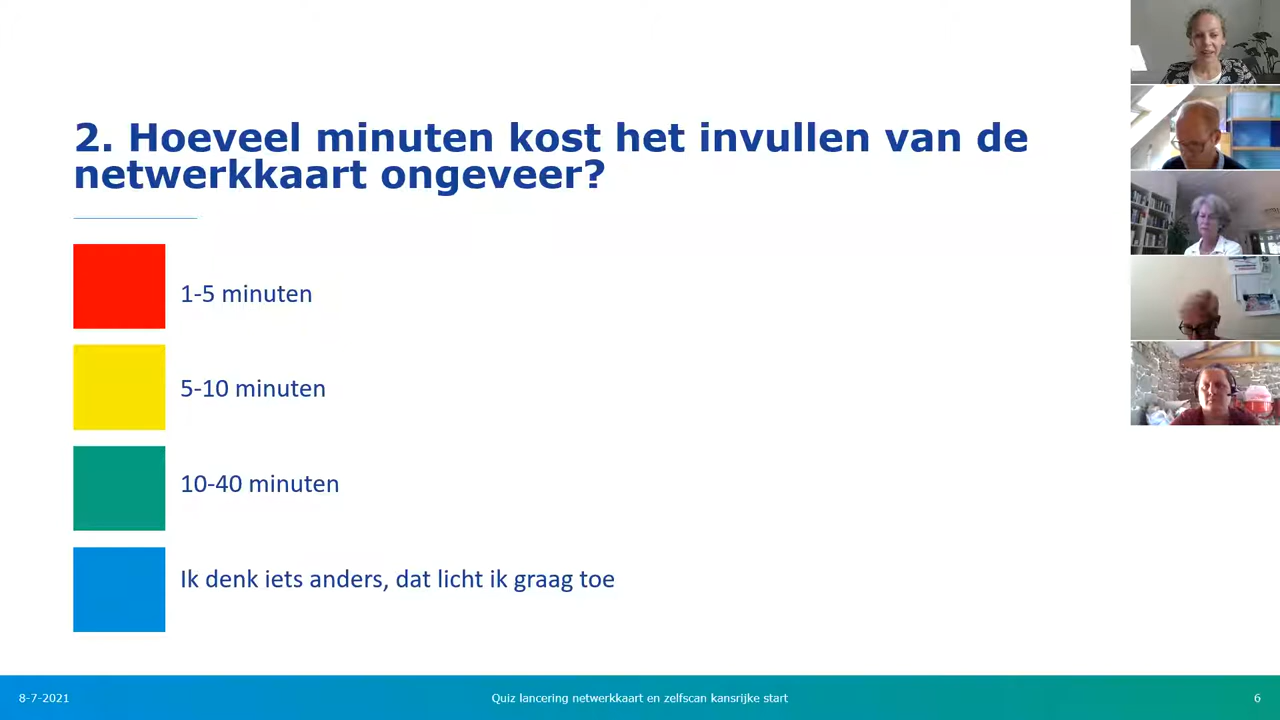 2. Hoeveel minuten kost het invullen van de
netwerkkaart ongeveer?
1-5 minuten
5-10 minuten
10-40 minuten
Ik denk iets anders, dat licht ik graag toe
8-7-2021
Quiz lancering netwerkkaart en zelfscan kansrijke start
6